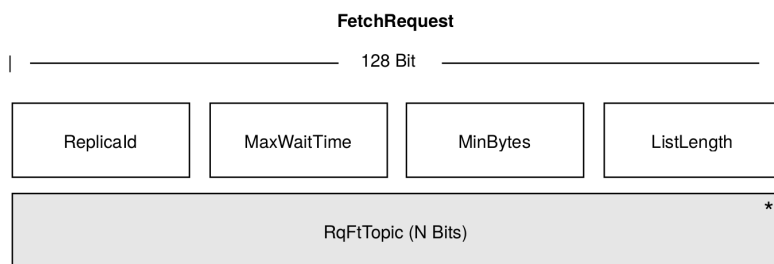 FetchRequest
128 Bit
ReplicaId MaxWaitTime MinBytes ListLength
*
RqFtTopic (N Bits)